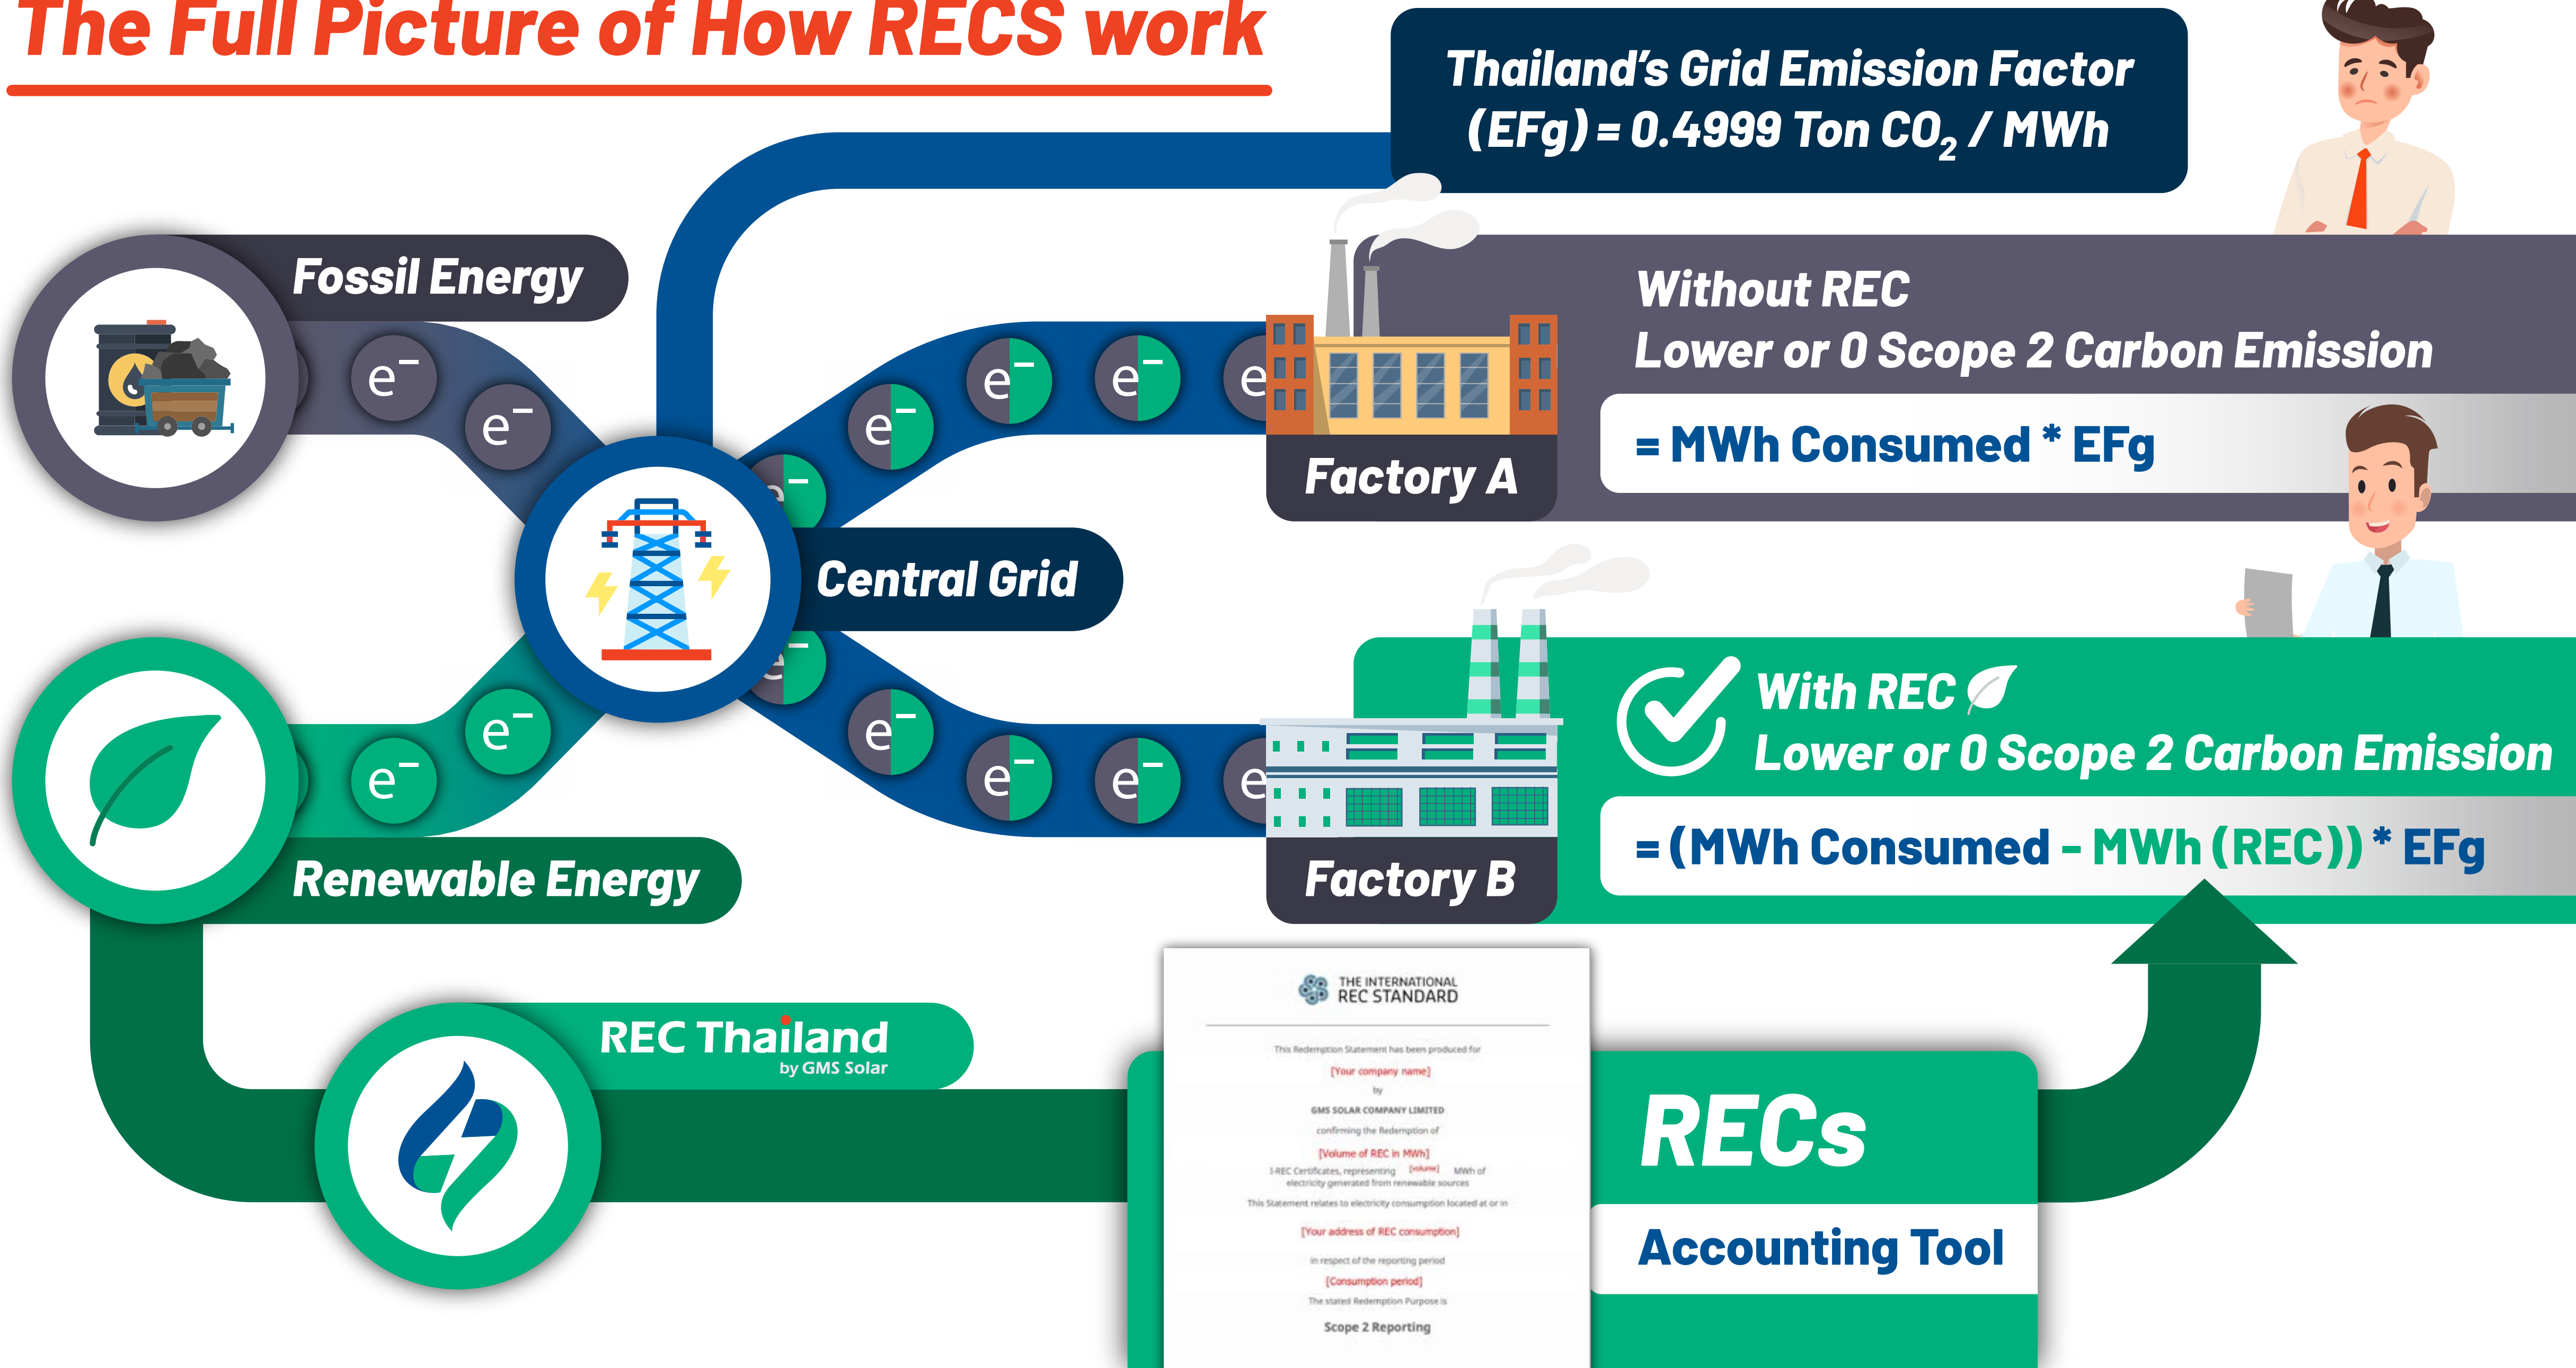 The Full Picture of How RECS work
Thailand's Grid Emission Factor
(EFg) = 0.4999 Ton CO₂ / MWh
Fossil Energy
e⁻
e⁻
e⁻
e⁻
e⁻
e⁻
e
Without REC
Lower or 0 Scope 2 Carbon Emission
= MWh Consumed * EFg
Factory A
Central Grid
e⁻
e⁻
e⁻
e⁻
e⁻
e⁻
e
With REC
Lower or 0 Scope 2 Carbon Emission
= (MWh Consumed - MWh (REC)) * EFg
Renewable Energy
Factory B
REC Thailand
by GMS Solar
THE INTERNATIONAL
REC STANDARD
This Redemption Statement has been produced for
[Your company name]
by
GMS SOLAR COMPANY LIMITED
confirming the Redemption of
[Volume of REC in MWh]
I-REC Certificates, representing [volume] MWh of
electricity generated from renewable sources
This Statement relates to electricity consumption located at or in
[Your address of REC consumption]
in respect of the reporting period
[Consumption period]
The stated Redemption Purpose is
Scope 2 Reporting
RECs
Accounting Tool